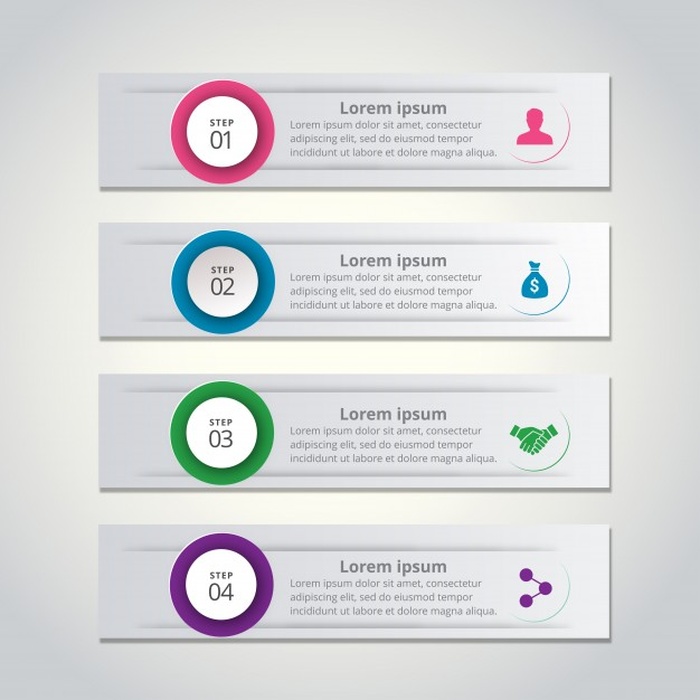 STEP
01
Lorem ipsum
Lorem ipsum dolor sit amet, consectetur
adipiscing elit, sed do eiusmod tempor
incididunt ut labore et dolore magna aliqua.
STEP
02
Lorem ipsum
Lorem ipsum dolor sit amet, consectetur
adipiscing elit, sed do eiusmod tempor
incididunt ut labore et dolore magna aliqua.
$
STEP
03
Lorem ipsum
Lorem ipsum dolor sit amet, consectetur
adipiscing elit, sed do eiusmod tempor
incididunt ut labore et dolore magna aliqua.
STEP
04
Lorem ipsum
Lorem ipsum dolor sit amet, consectetur
adipiscing elit, sed do eiusmod tempor
incididunt ut labore et dolore magna aliqua.